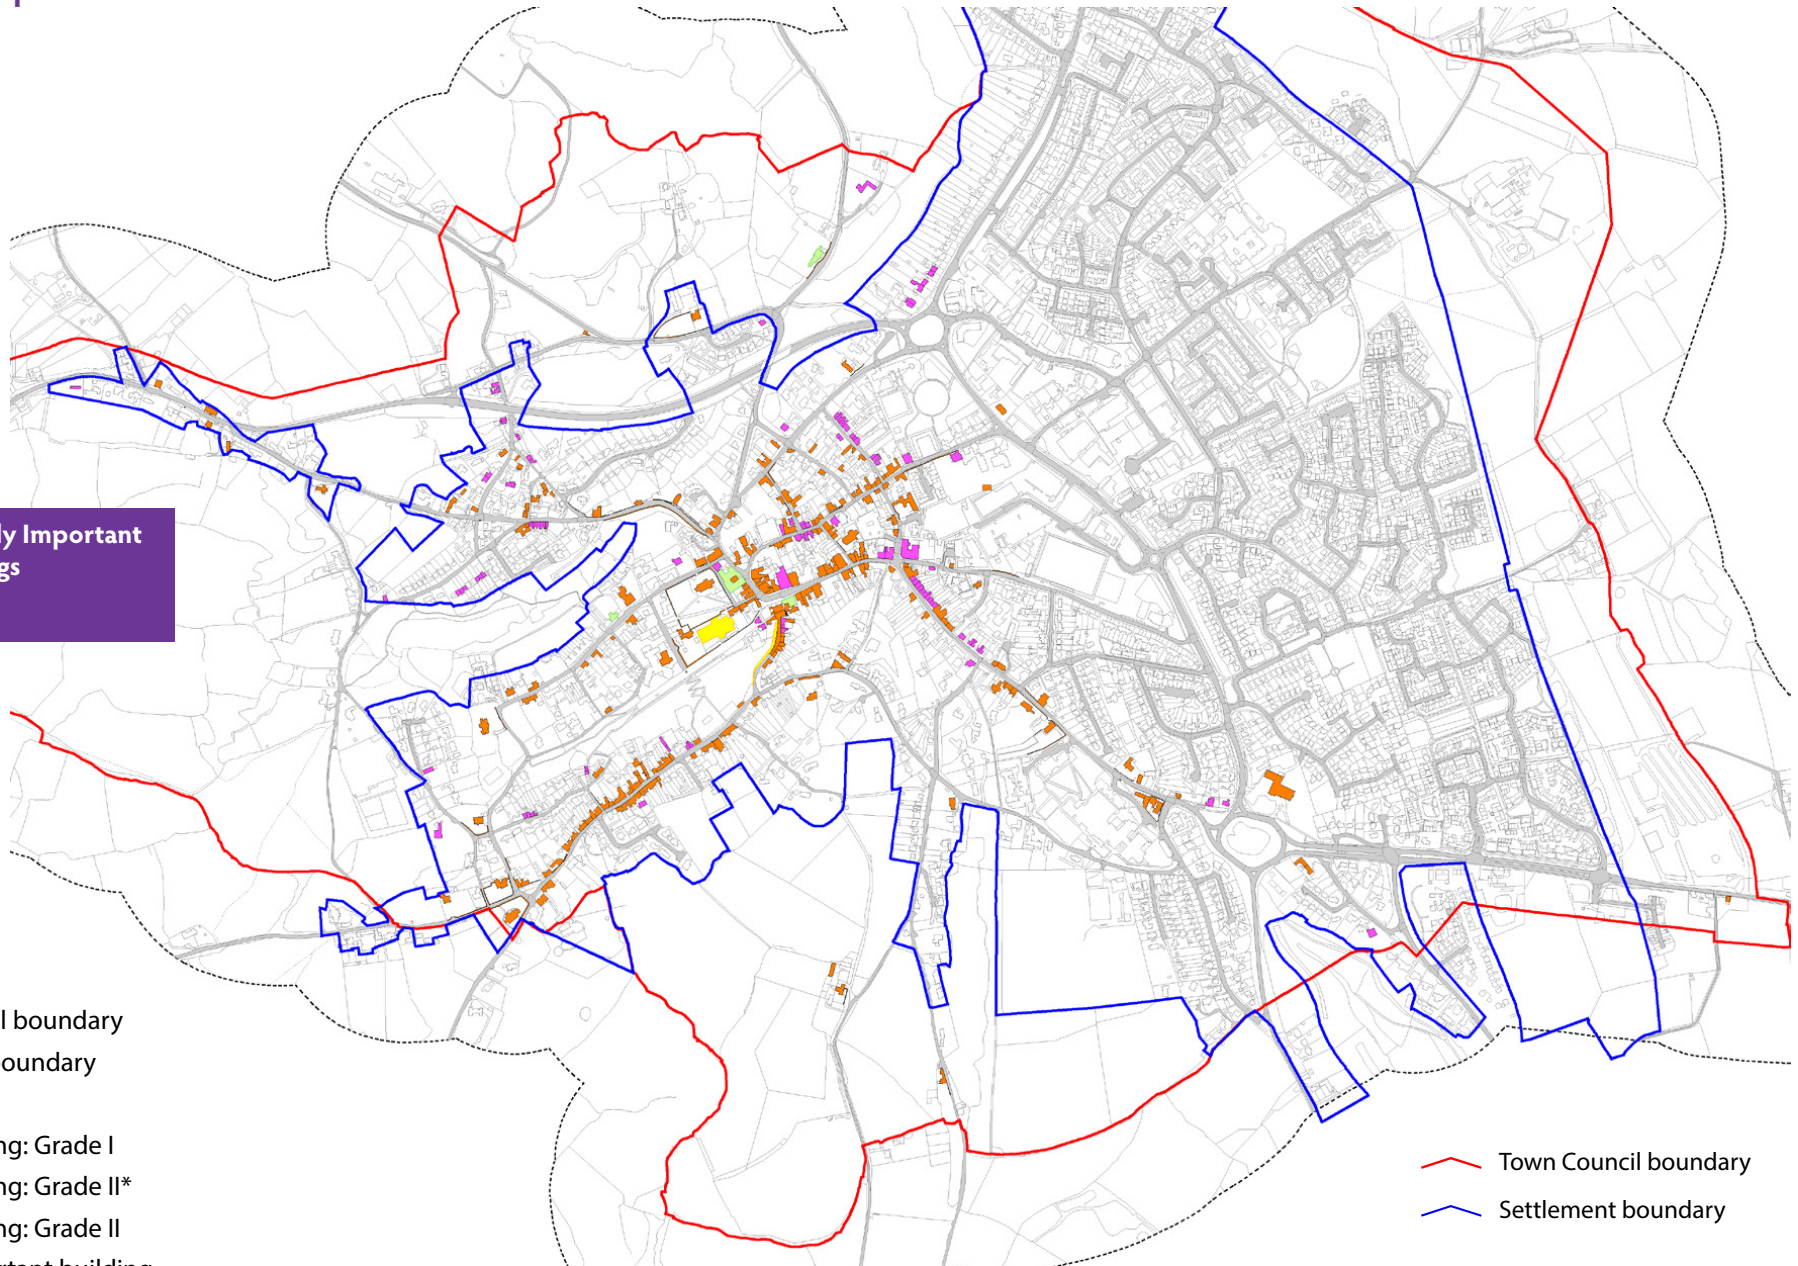 ly Important
gs
l boundary
oundary
ng: Grade I
ng: Grade II*
ng: Grade II
Town Council boundary
Settlement boundary